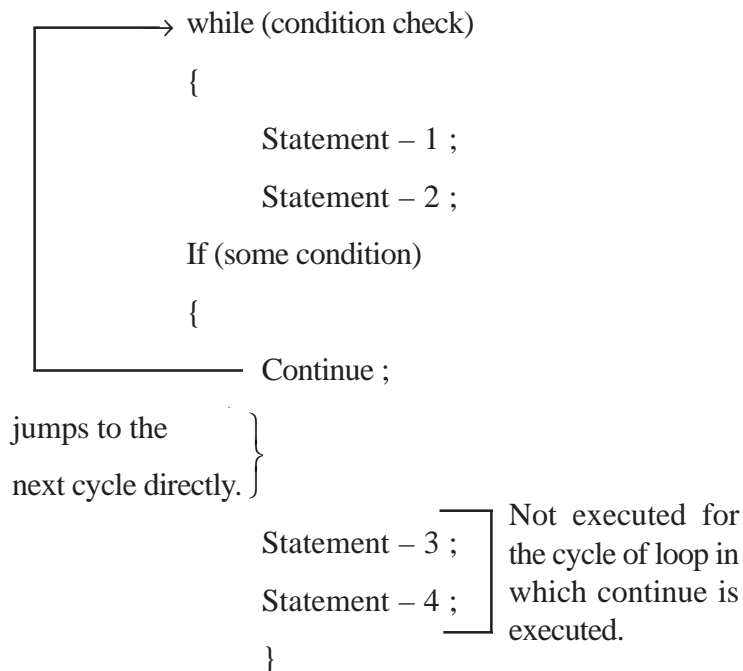 while (condition check)
{
Statement – 1 ;
Statement – 2 ;
If (some condition)
{
Continue ;
jumps to the
next cycle directly.
}
Statement – 3 ;
Statement – 4 ;
Not executed for
the cycle of loop in
which continue is
executed.
}